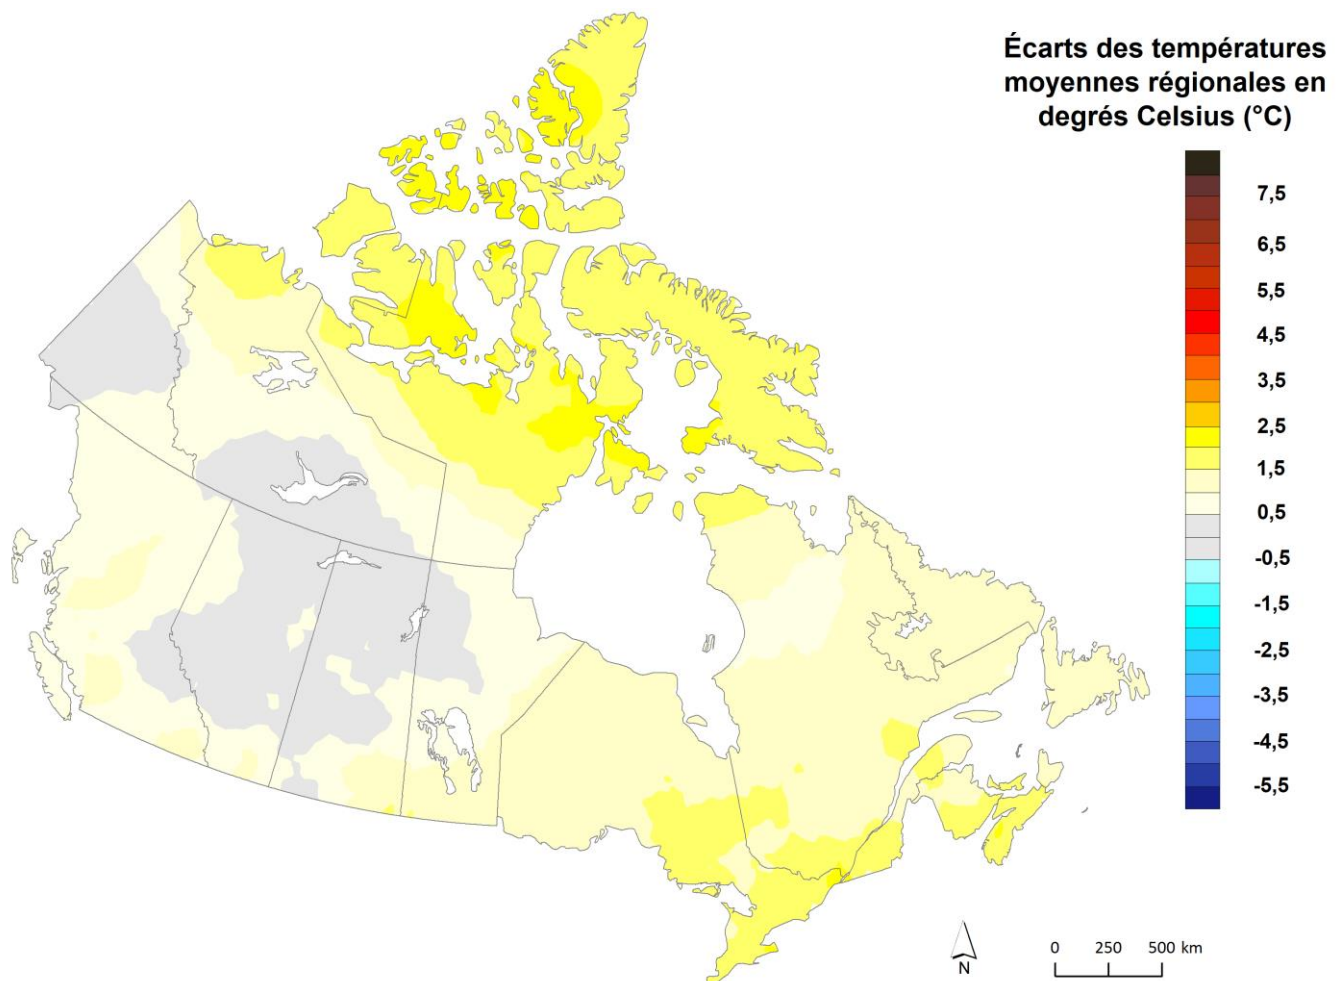 Écarts des températures
moyennes régionales en
degrés Celsius (°C)
7,5
6,5
5,5
4,5
3,5
2,5
1,5
0,5
-0,5
-1,5
-2,5
-3,5
-4,5
-5,5
N
0 250 500 km